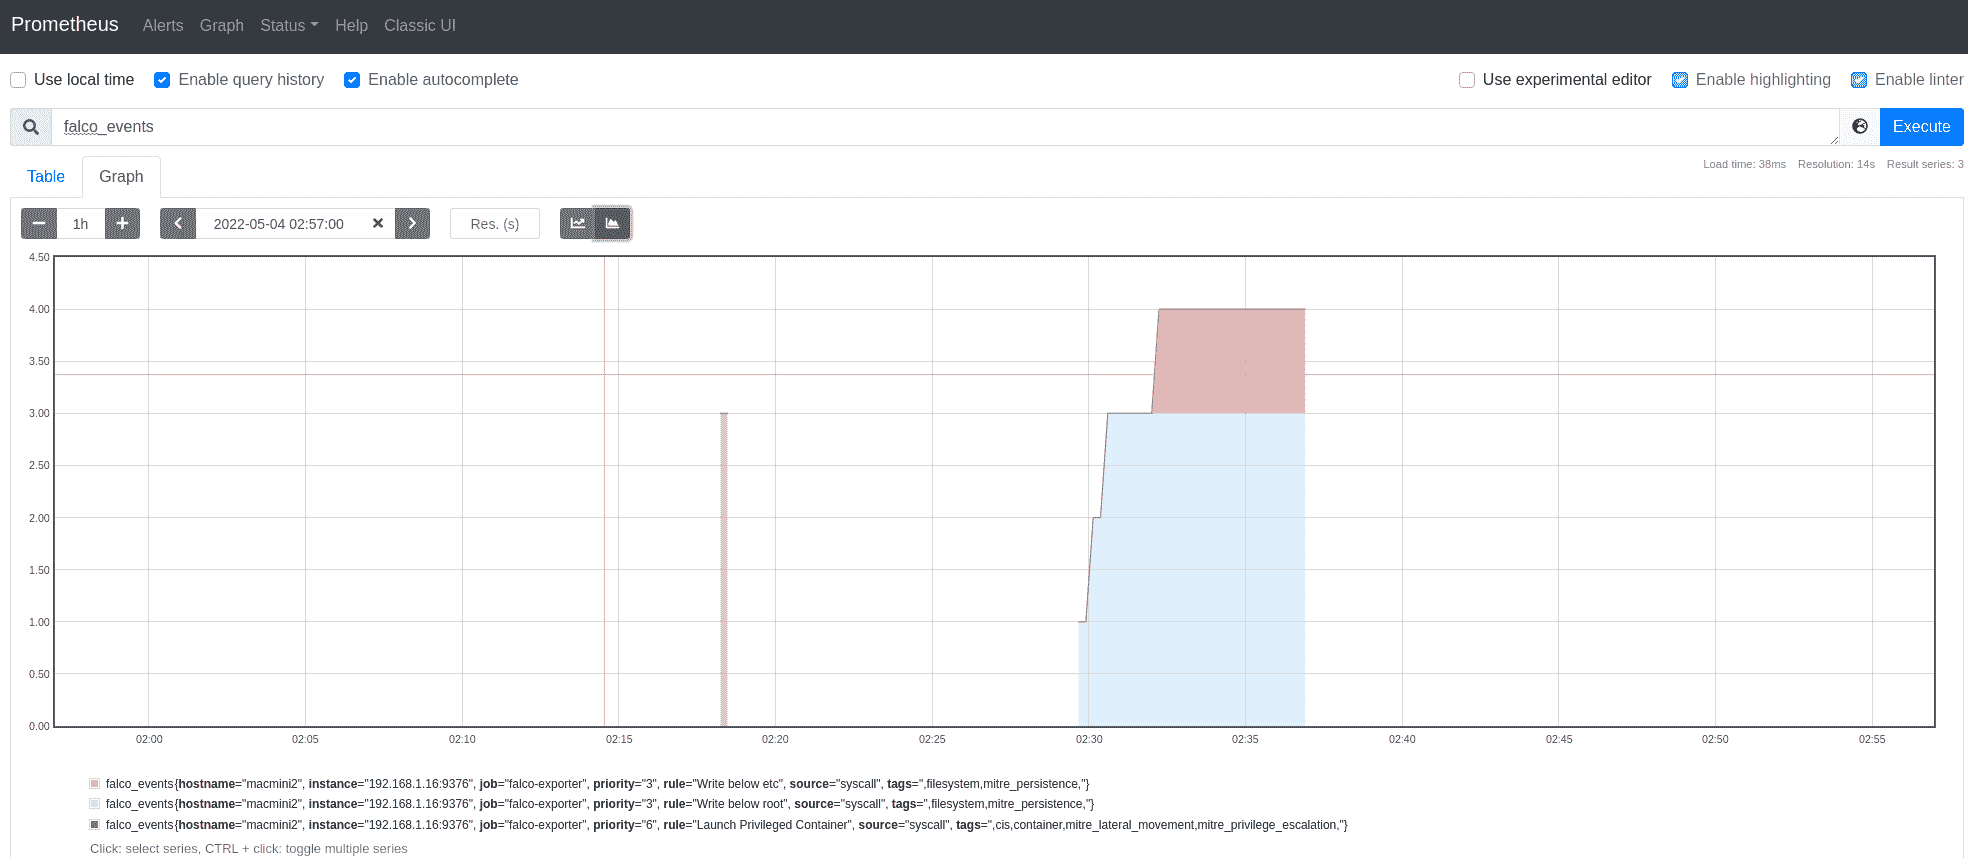 Prometheus Alerts Graph Status Help Classic UI
Use local time Enable query history Enable autocomplete Use experimental editor Enable highlighting Enable linter
falco_events Execute
Load time: 38ms Resolution: 14s Result series: 3
Table Graph
1h 2022-05-04 02:57:00 Res. (s)
4.50
4.00
3.50
3.00
2.50
2.00
1.50
1.00
0.50
0.00
02:00 02:05 02:10 02:15 02:20 02:25 02:30 02:35 02:40 02:45 02:50 02:55
falco_events{hostname="macmini2", instance="192.168.1.16:9376", job="falco-exporter", priority="3", rule="Write below etc", source="syscall", tags=",filesystem,mitre_persistence,"}
falco_events{hostname="macmini2", instance="192.168.1.16:9376", job="falco-exporter", priority="3", rule="Write below root", source="syscall", tags=",filesystem,mitre_persistence,"}
falco_events{hostname="macmini2", instance="192.168.1.16:9376", job="falco-exporter", priority="6", rule="Launch Privileged Container", source="syscall", tags=",cis,container,mitre_lateral_movement,mitre_privilege_escalation,"}
Click: select series, CTRL + click: toggle multiple series